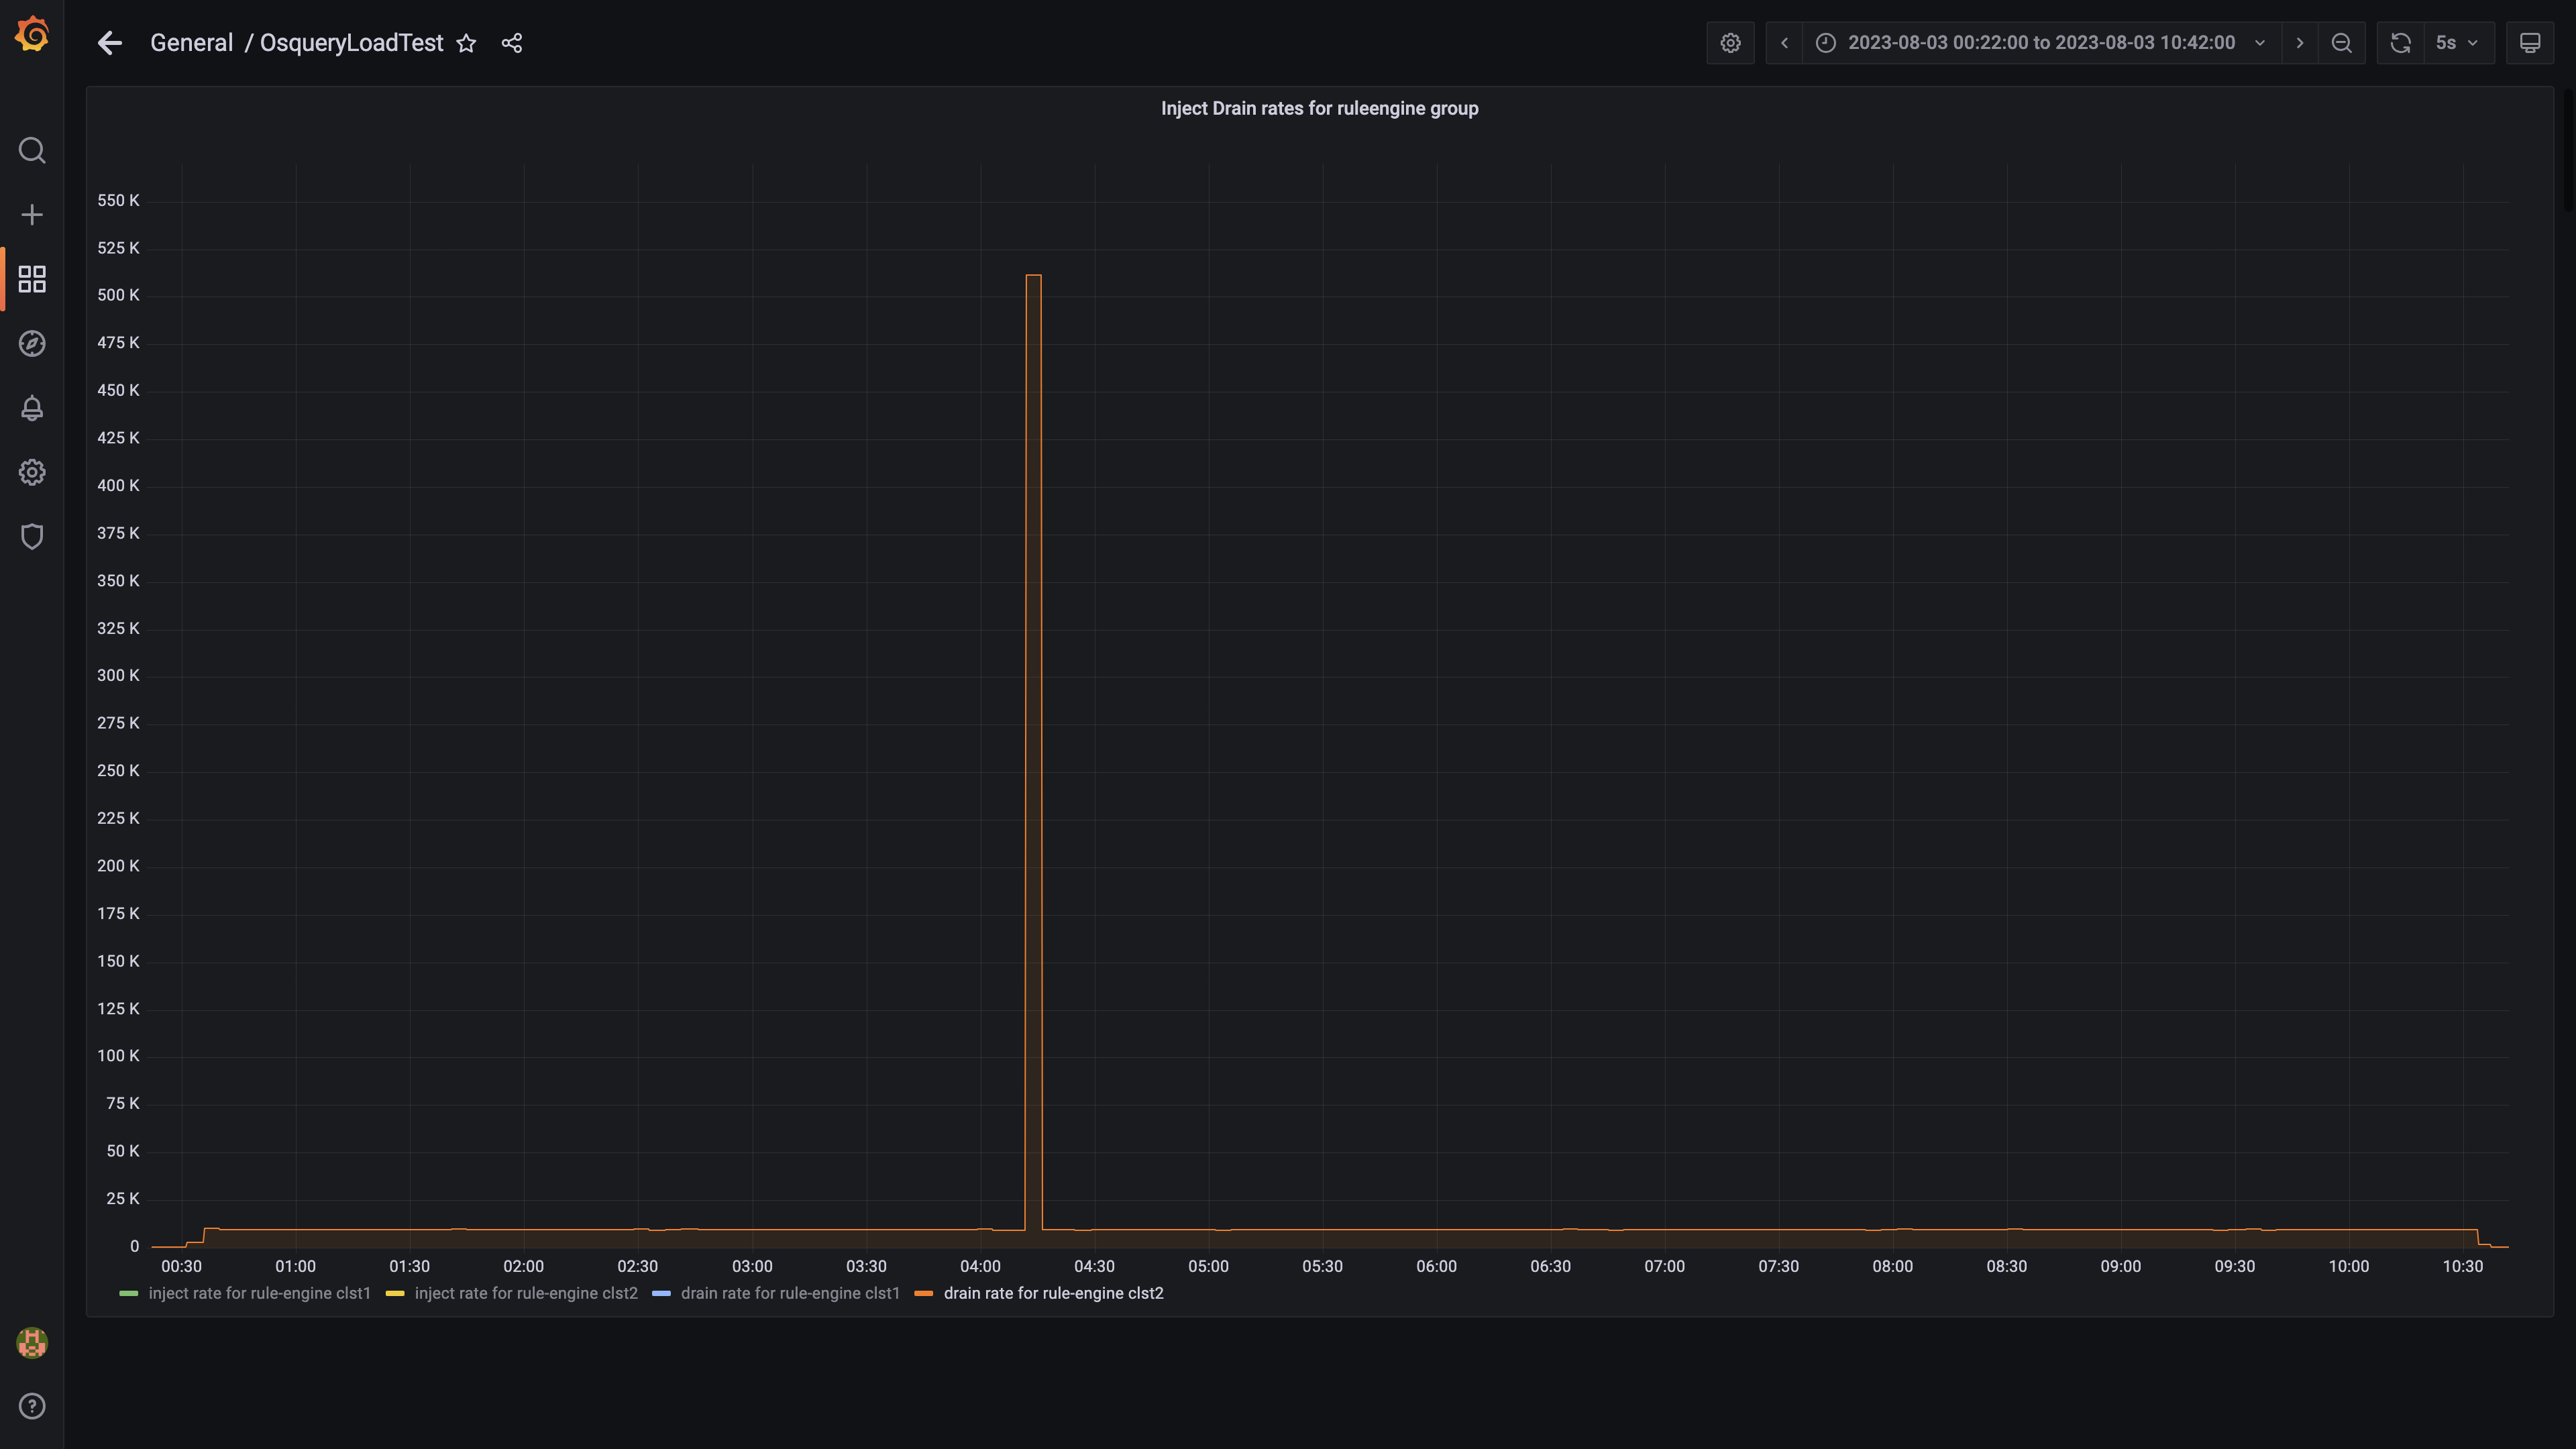 General / OsqueryLoadTest
2023-08-03 00:22:00 to 2023-08-03 10:42:00
5s
Inject Drain rates for ruleengine group
550 K
525 K
500 K
475 K
450 K
425 K
400 K
375 K
350 K
325 K
300 K
275 K
250 K
225 K
200 K
175 K
150 K
125 K
100 K
75 K
50 K
25 K
0
00:30 01:00 01:30 02:00 02:30 03:00 03:30 04:00 04:30 05:00 05:30 06:00 06:30 07:00 07:30 08:00 08:30 09:00 09:30 10:00 10:30
inject rate for rule-engine clst1 inject rate for rule-engine clst2 drain rate for rule-engine clst1 drain rate for rule-engine clst2